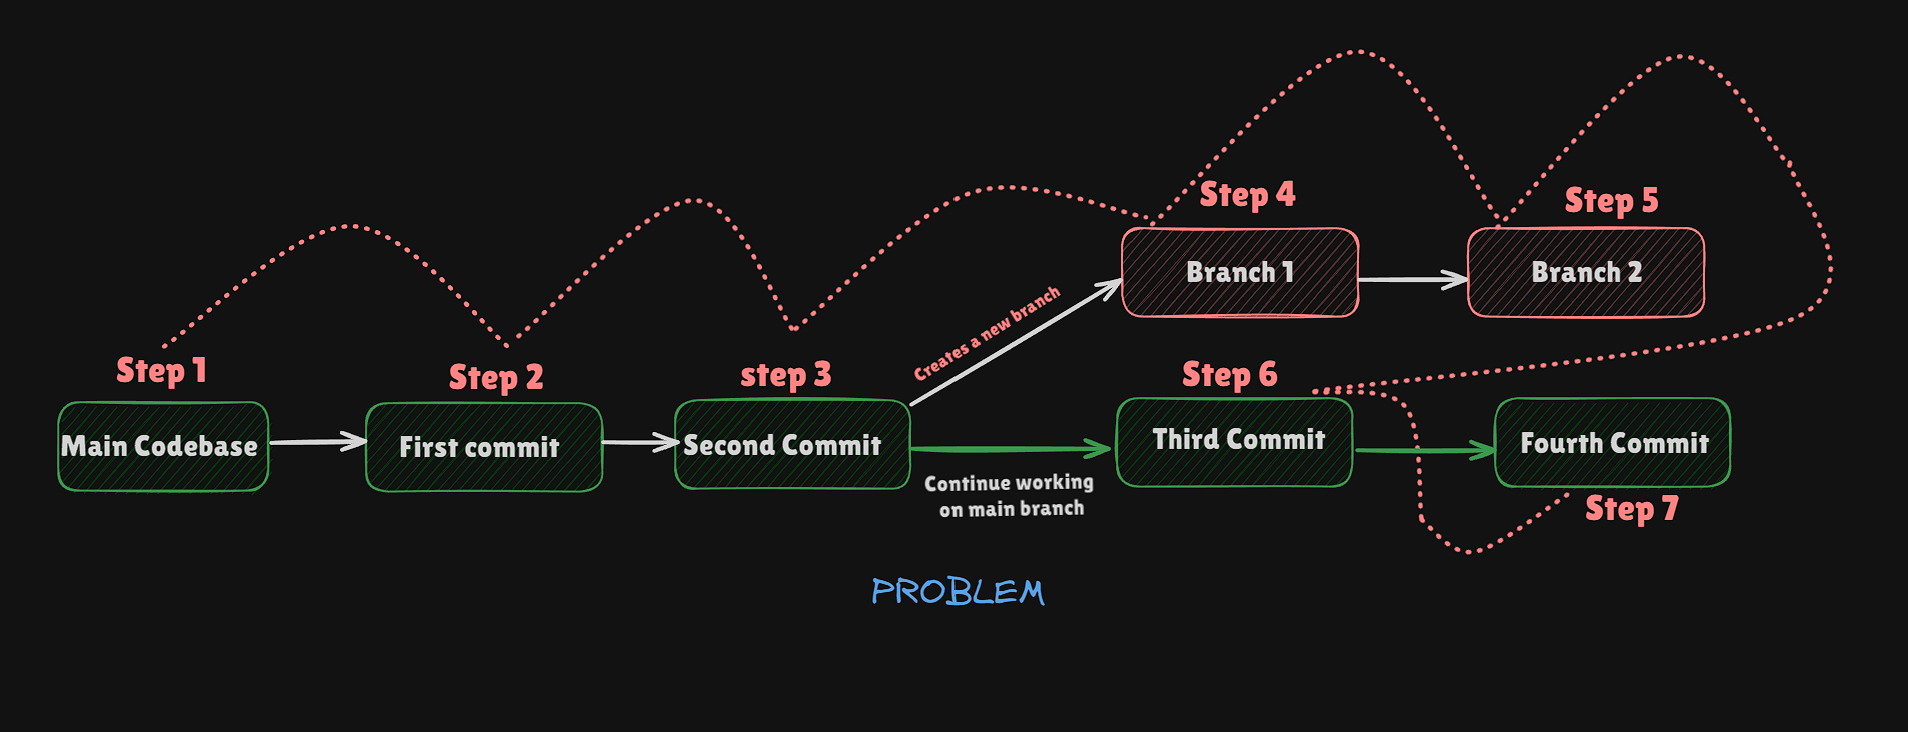 Step 4
Step 5
Branch 1
Branch 2
Creates a new branch
Step 1
Step 2
step 3
Step 6
Main Codebase
First commit
Second Commit
Third Commit
Fourth Commit
Continue working
on main branch
Step 7
PROBLEM